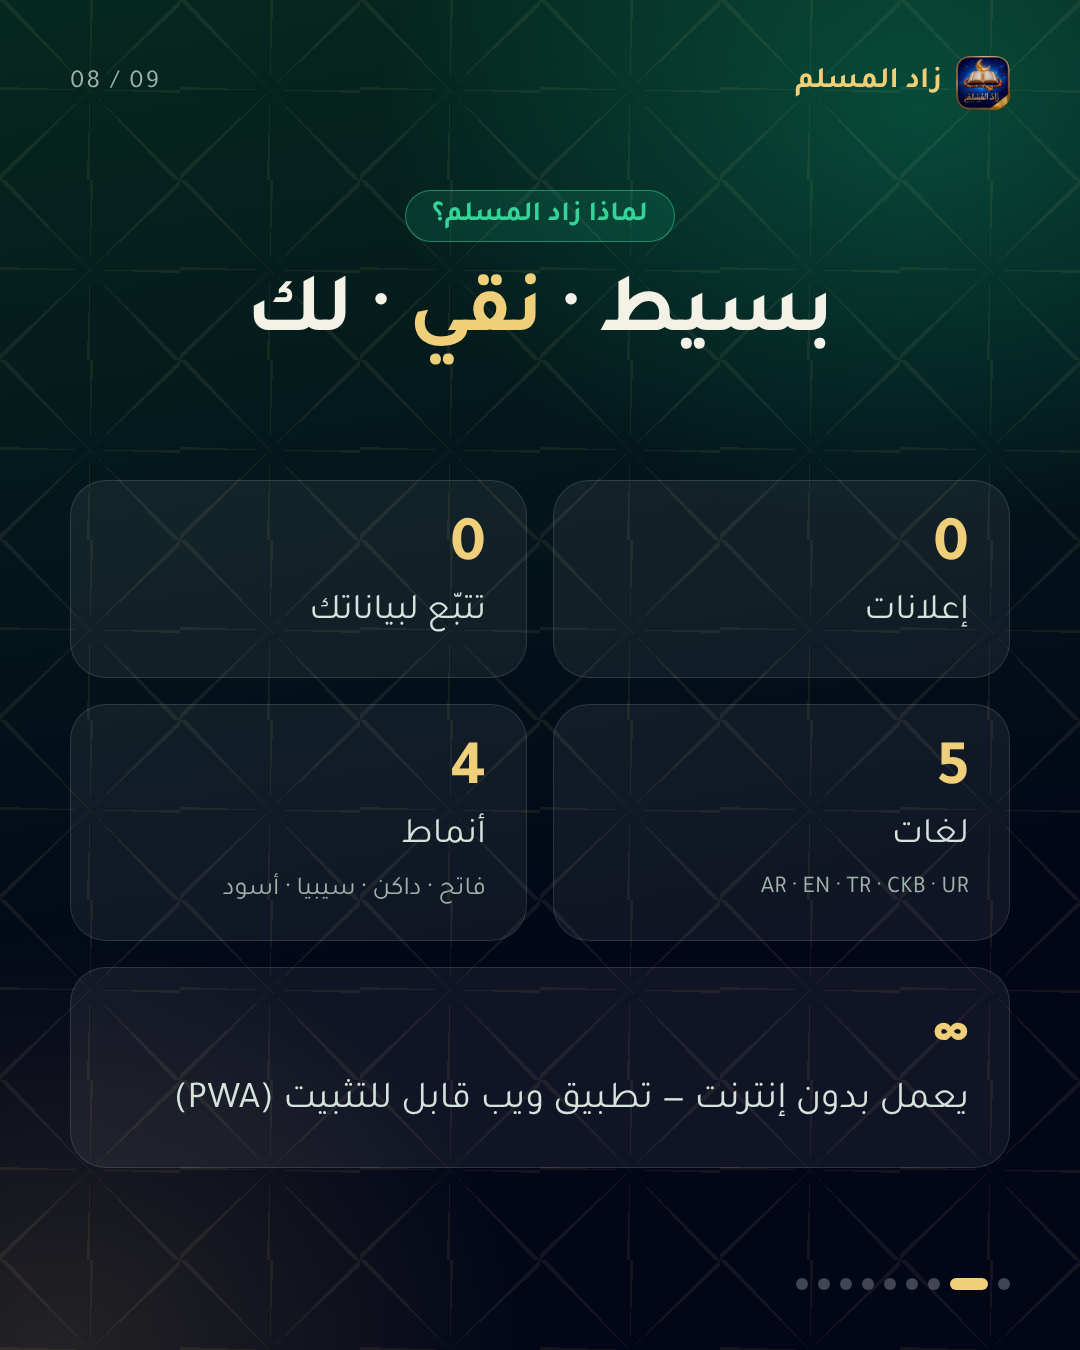 زاد المسلم
08 / 09
لماذا زاد المسلم؟
بسيط · نقي · لك
0
إعلانات
0
تتبّع لبياناتك
5
لغات
AR · EN · TR · CKB · UR
4
أنماط
فاتح · داكن · سيبيا · أسود
∞
يعمل بدون إنترنت — تطبيق ويب قابل للتثبيت (PWA)